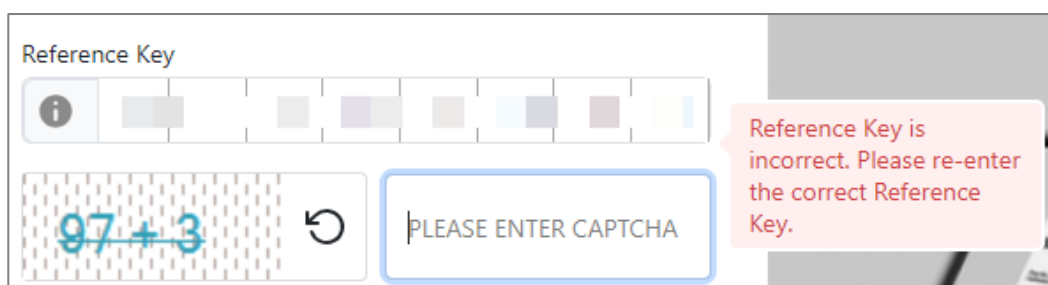 Reference Key
Reference Key is
incorrect. Please re-enter
the correct Reference
Key.
97 + 3
PLEASE ENTER CAPTCHA